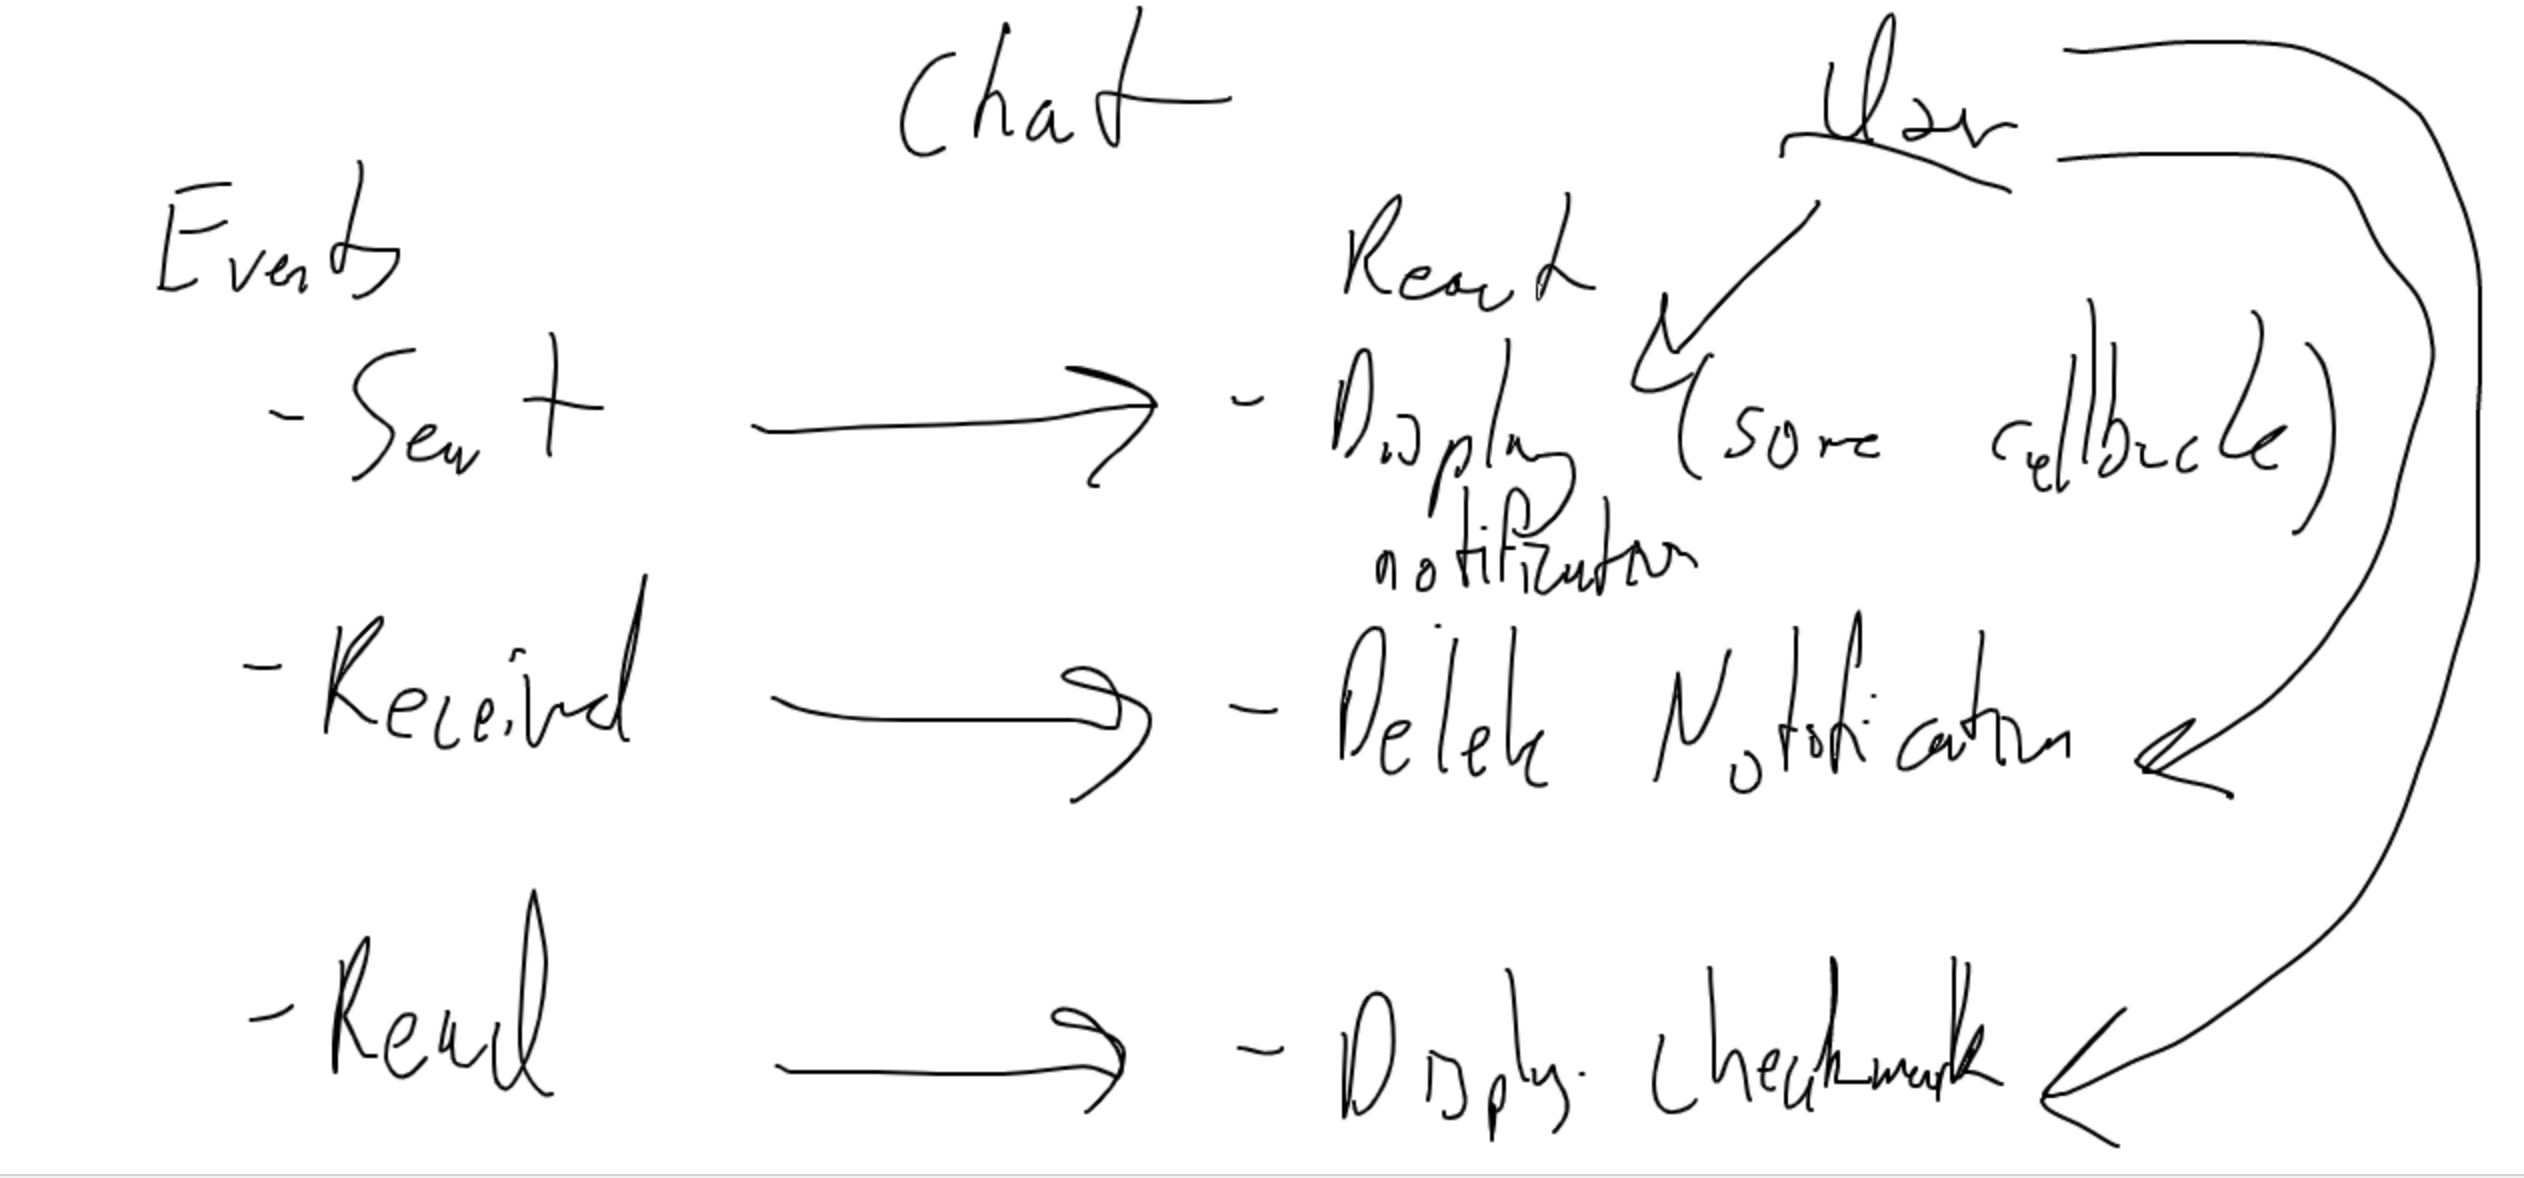 Chat User
Events React
- Sent - Display (some callback)
notification
- Received - Delete Notification
- Read - Display checkmark